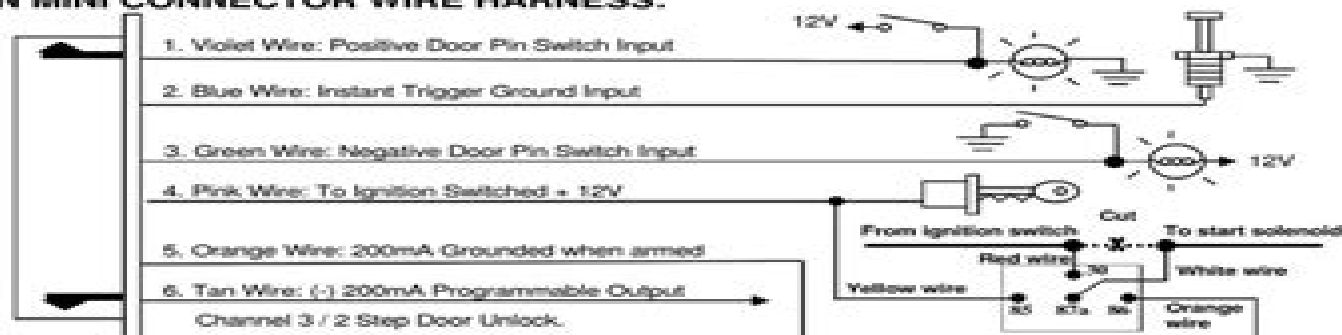 N MINI CONNECTOR WIRE HARNESS:
12V
1. Violet Wire: Positive Door Pin Switch Input
2. Blue Wire: Instant Trigger Ground Input
3. Green Wire: Negative Door Pin Switch Input
12V
4. Pink Wire: To Ignition Switched + 12V
Cut
From ignition switch
X
To start solenoid
5. Orange Wire: 200mA Grounded when armed
Red wire
30
White wire
6. Tan Wire: (-) 200mA Programmable Output
Yellow wire
85
87a
86
Orange
wire
Channel 3 / 2 Step Door Unlock.